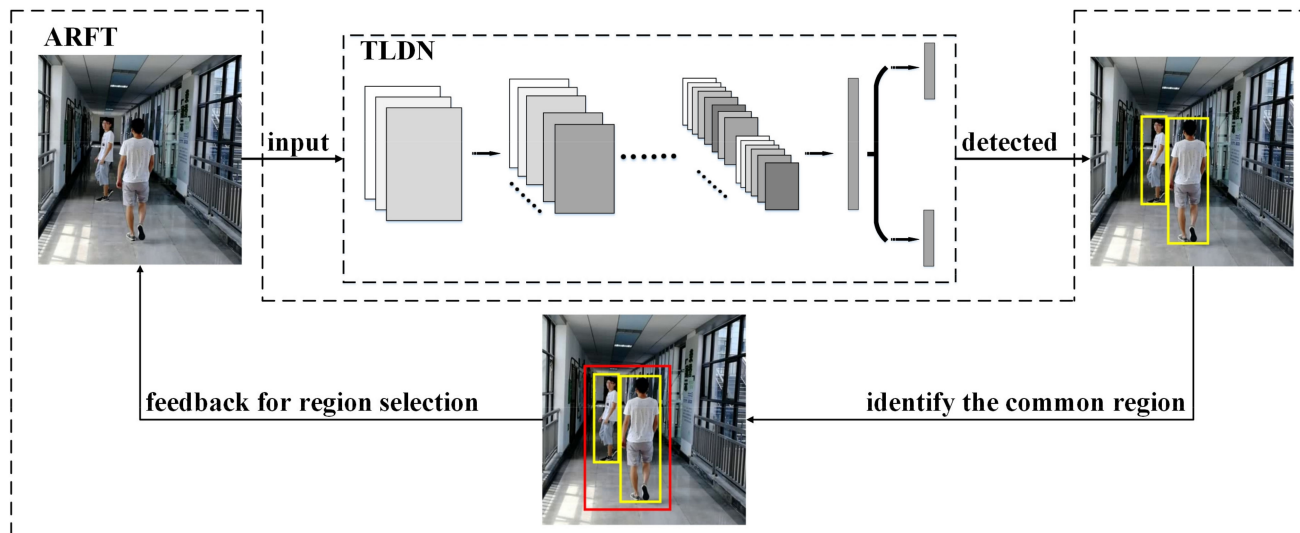 ARFT
TLDN
input
detected
feedback for region selection
identify the common region